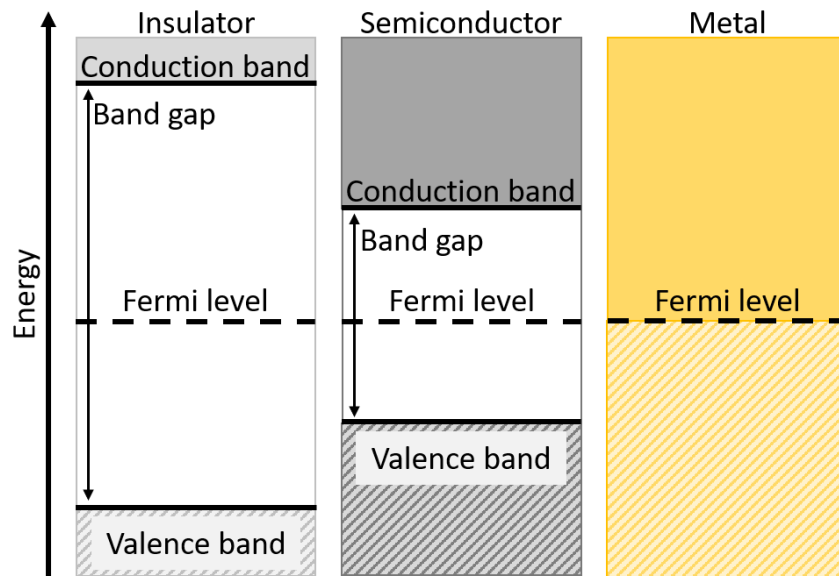 Insulator
Semiconductor
Metal
Conduction band
Band gap
Conduction band
Band gap
Energy
Fermi level
Fermi level
Fermi level
Valence band
Valence band